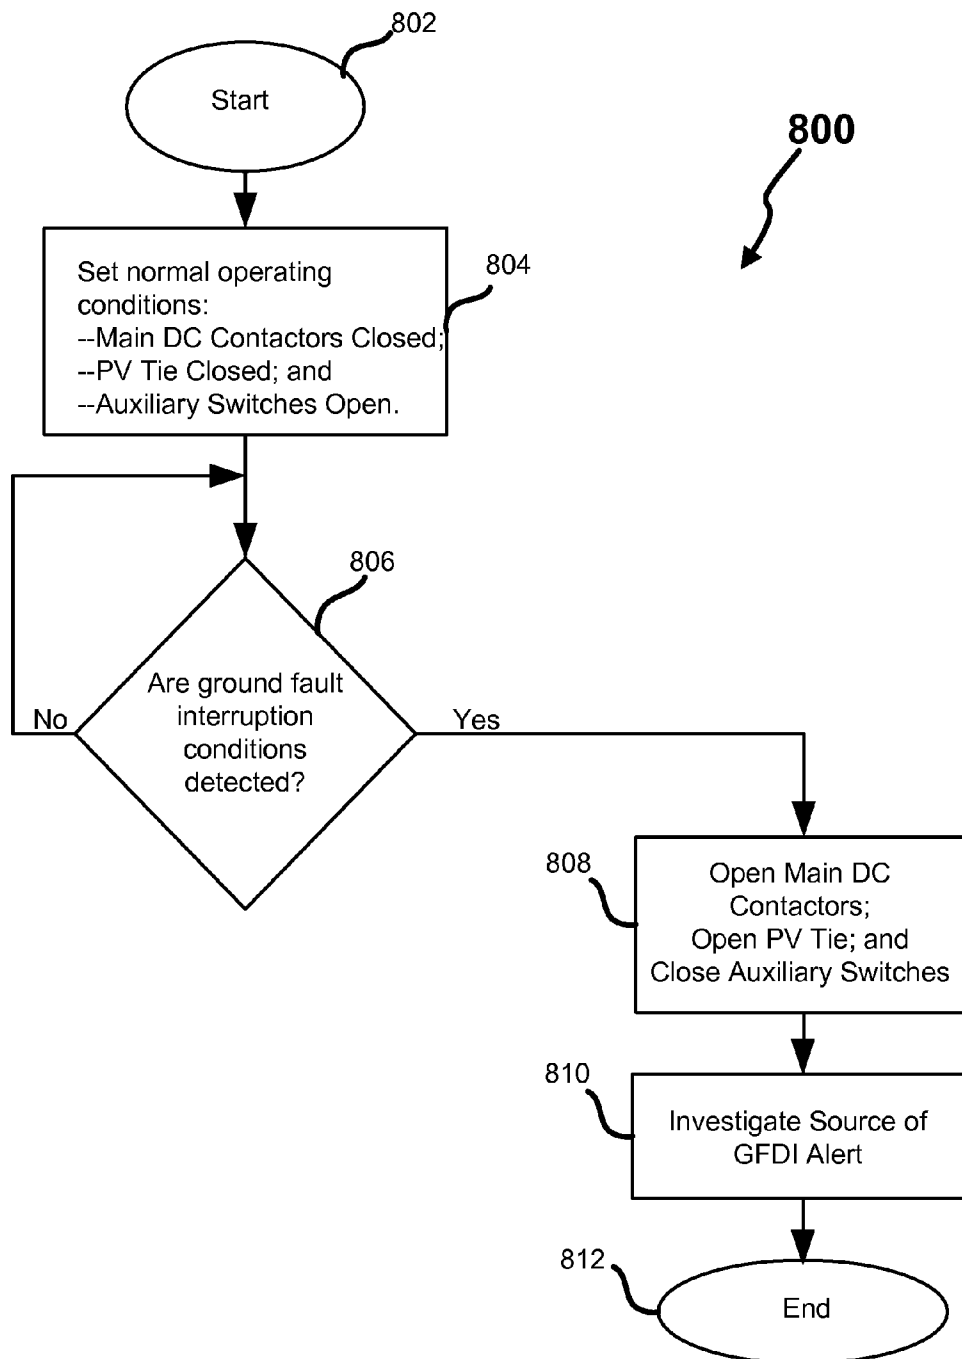 802
Start
800
804
Set normal operating
conditions:
--Main DC Contactors Closed;
--PV Tie Closed; and
--Auxiliary Switches Open.
806
Are ground fault
interruption
conditions
detected?
No
Yes
808
Open Main DC
Contactors;
Open PV Tie; and
Close Auxiliary Switches
810
Investigate Source of
GFDI Alert
812
End